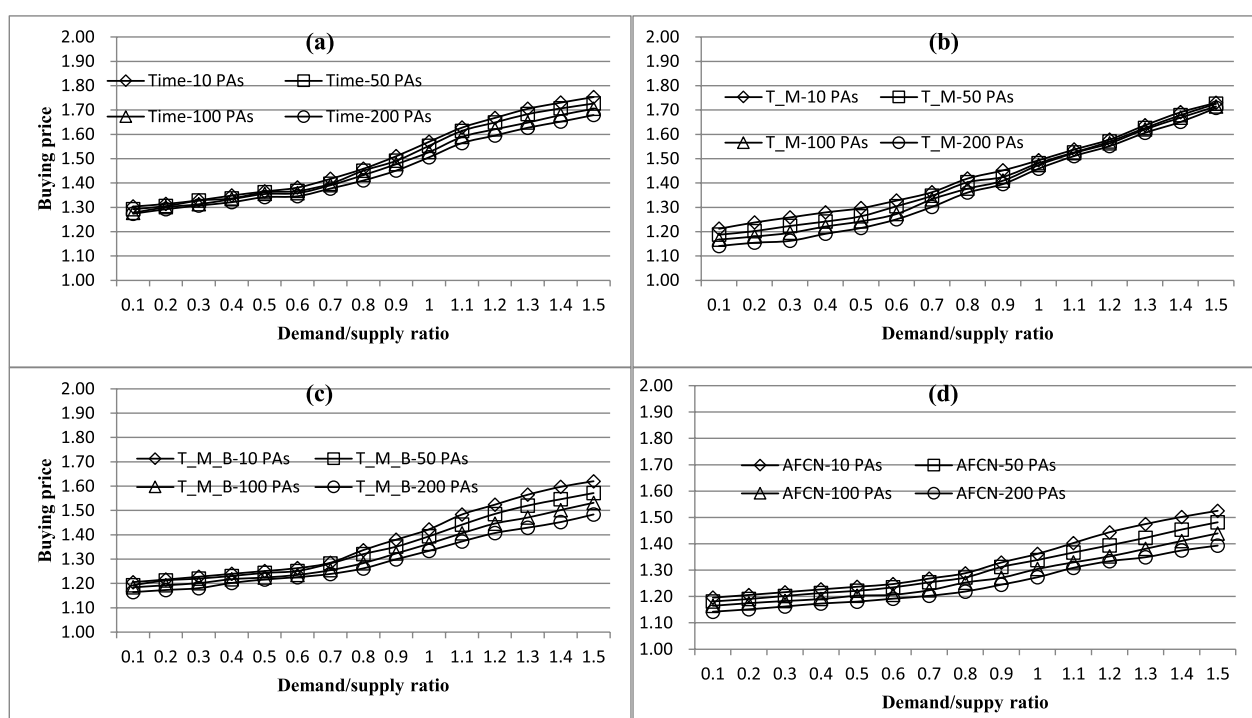 (a)
2.00
1.90
1.80
1.70
1.60
1.50
1.40
1.30
1.20
1.10
1.00
Buying price
Time-10 PAs Time-50 PAs
Time-100 PAs Time-200 PAs
0.1 0.2 0.3 0.4 0.5 0.6 0.7 0.8 0.9 1 1.1 1.2 1.3 1.4 1.5
Demand/supply ratio
(b)
2.00
1.90
1.80
1.70
1.60
1.50
1.40
1.30
1.20
1.10
1.00
T_M-10 PAs T_M-50 PAs
T_M-100 PAs T_M-200 PAs
0.1 0.2 0.3 0.4 0.5 0.6 0.7 0.8 0.9 1 1.1 1.2 1.3 1.4 1.5
Demand/supply ratio
(c)
2.00
1.90
1.80
1.70
1.60
1.50
1.40
1.30
1.20
1.10
1.00
Buying price
T_M_B-10 PAs T_M_B-50 PAs
T_M_B-100 PAs T_M_B-200 PAs
0.1 0.2 0.3 0.4 0.5 0.6 0.7 0.8 0.9 1 1.1 1.2 1.3 1.4 1.5
Demand/supply ratio
(d)
2.00
1.90
1.80
1.70
1.60
1.50
1.40
1.30
1.20
1.10
1.00
AFCN-10 PAs AFCN-50 PAs
AFCN-100 PAs AFCN-200 PAs
0.1 0.2 0.3 0.4 0.5 0.6 0.7 0.8 0.9 1 1.1 1.2 1.3 1.4 1.5
Demand/suppy ratio